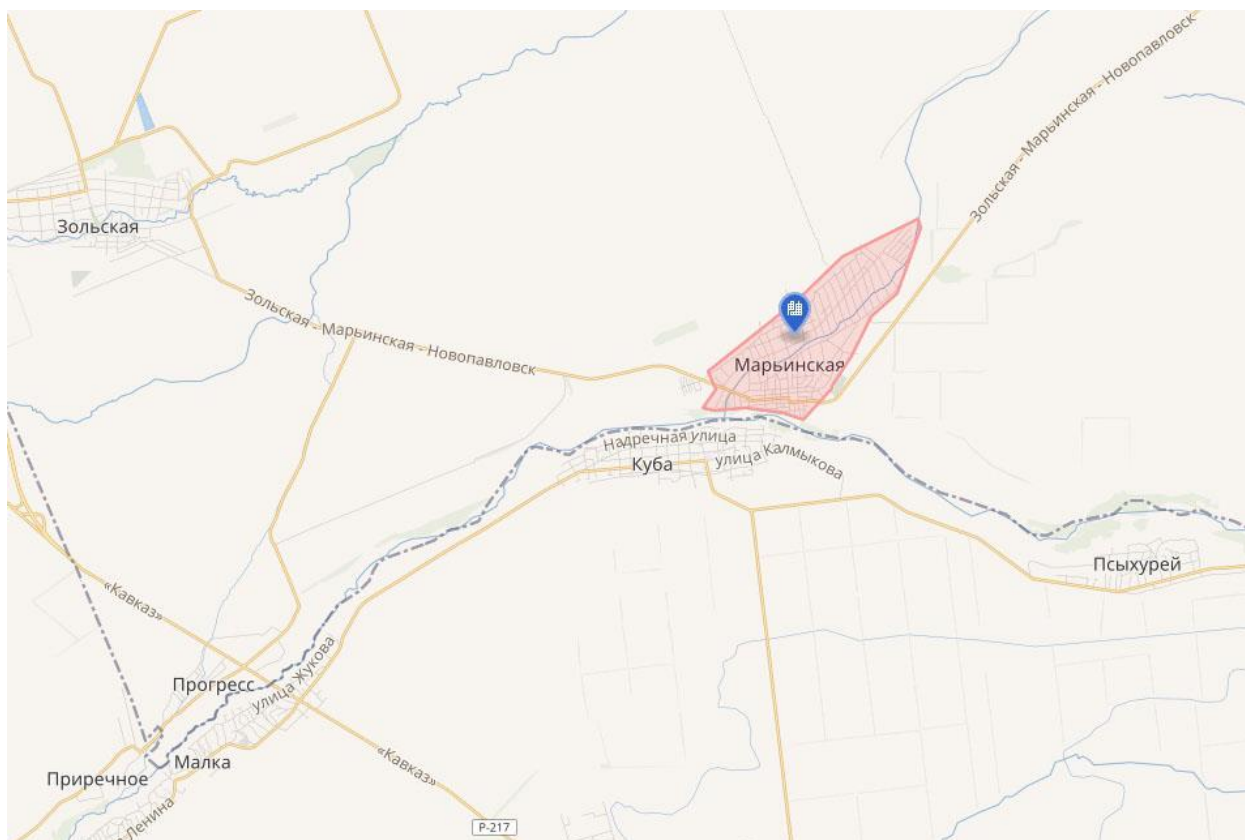 Зольская - Марьинская - Новопавловск
Зольская
Зольская - Марьинская - Новопавловск
Марьинская
Надречная улица
улица Калмыкова
Куба
Псыхурей
«Кавказ»
улица Жукова
Прогресс
Малка
Приречное
«Кавказ»
Ленина
Р-217